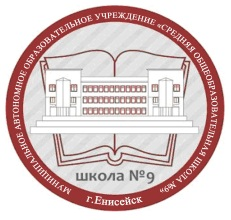 МУНИЦИПАЛЬНОЕ АВТОНОМНОЕ ОБРАЗОВАТЕЛЬНОЕ УЧРЕЖДЕНИЕ «СРЕДНЯЯ ОБЩЕОБРАЗОВАТЕЛЬНАЯ ШКОЛА №9»
школа №9
г.Енисейск